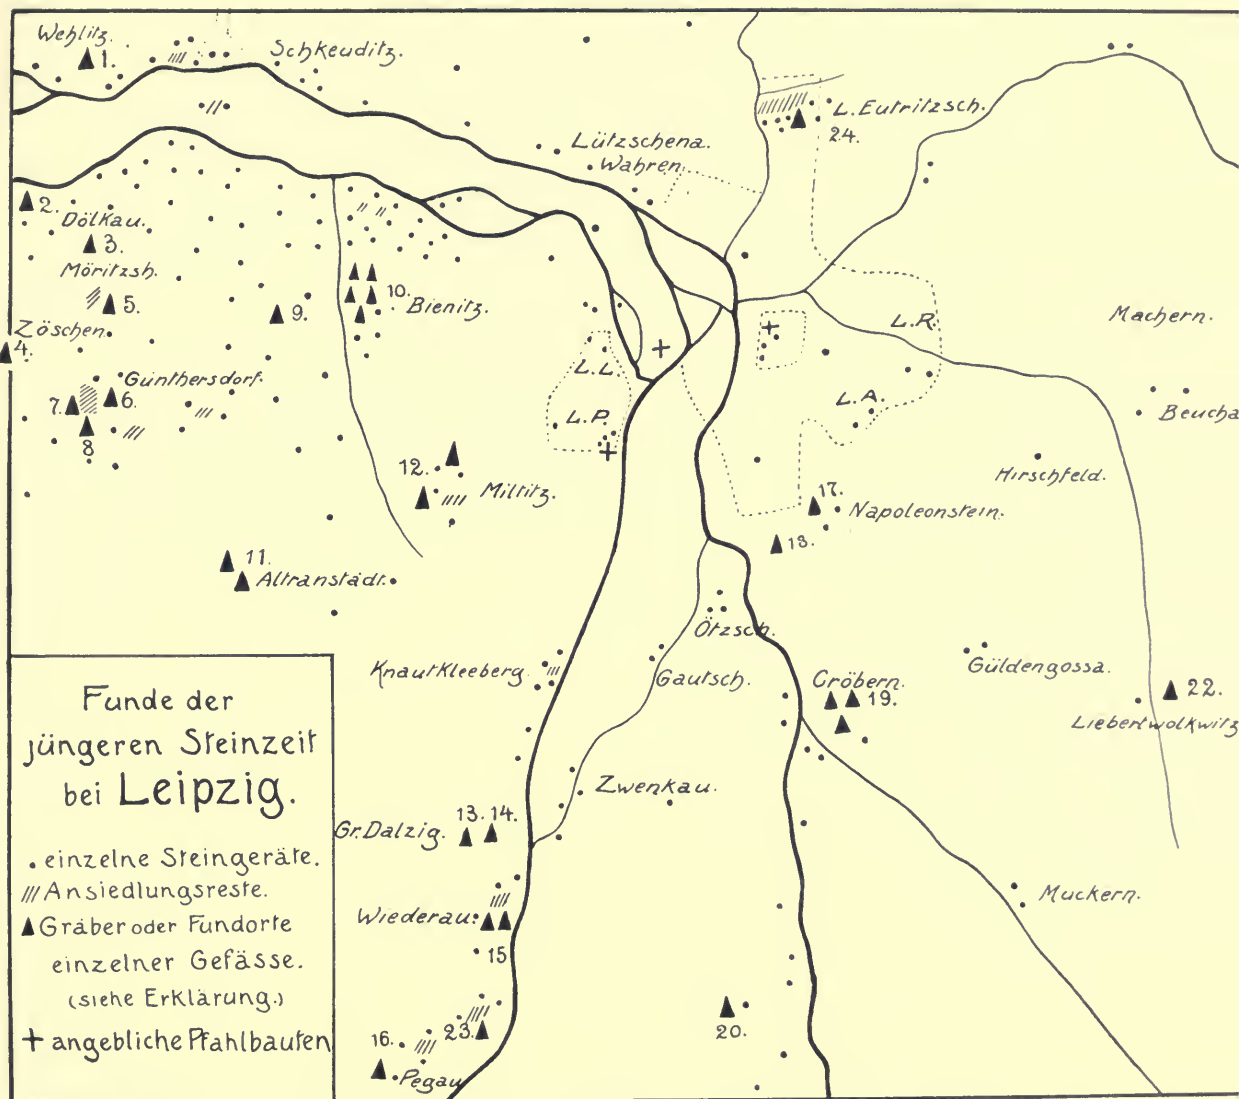 Wehlitz.
1.
Schkeuditz.
L. Eutritzsch.
24.
Lützschena.
Wahren.
2.
Dölkau.
3.
Möritzsh.
5.
9.
10.
Bienitz.
Zöschen.
4.
L.R.
Machern.
Günthersdorf.
7.
6.
8
L.L.
L.P.
L.A.
Beucha
12.
Miltitz.
Hirschfeld.
17.
Napoleonstein.
18.
11.
Altranstädt.
Ötzsch.
Knautkleeberg.
Gautsch.
Cröbern.
19.
Güldengossa.
22.
Liebertwolkwitz
Zwenkau.
13. 14.
Gr. Dalzig.
Wiederau.
15
Muckern.
16.
23.
Pegau
20.
Funde der
jüngeren Steinzeit
bei Leipzig.
einzelne Steingeräte.
Ansiedlungsreste.
Gräber oder Fundorte
einzelner Gefässe.
(siehe Erklärung.)
angebliche Pfahlbauten